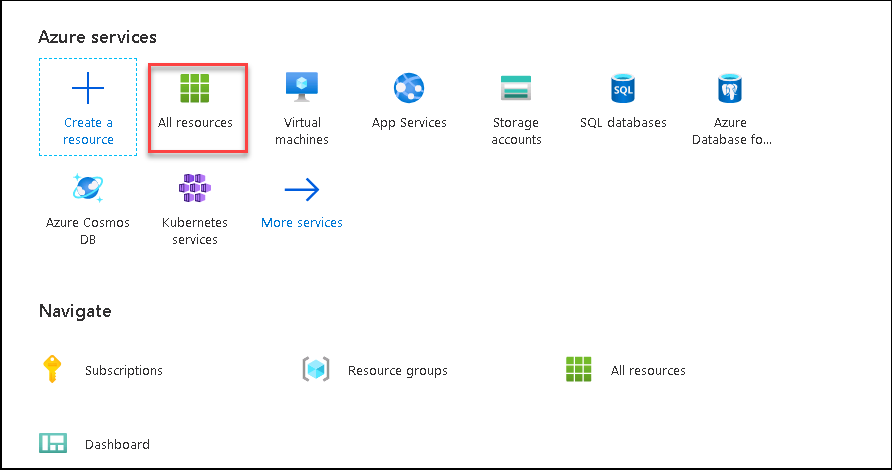 Azure services
Create a
resource
All resources
Virtual
machines
App Services
Storage
accounts
SQL
SQL databases
Azure
Database fo...
Azure Cosmos
DB
Kubernetes
services
More services
Navigate
Subscriptions
Resource groups
All resources
Dashboard